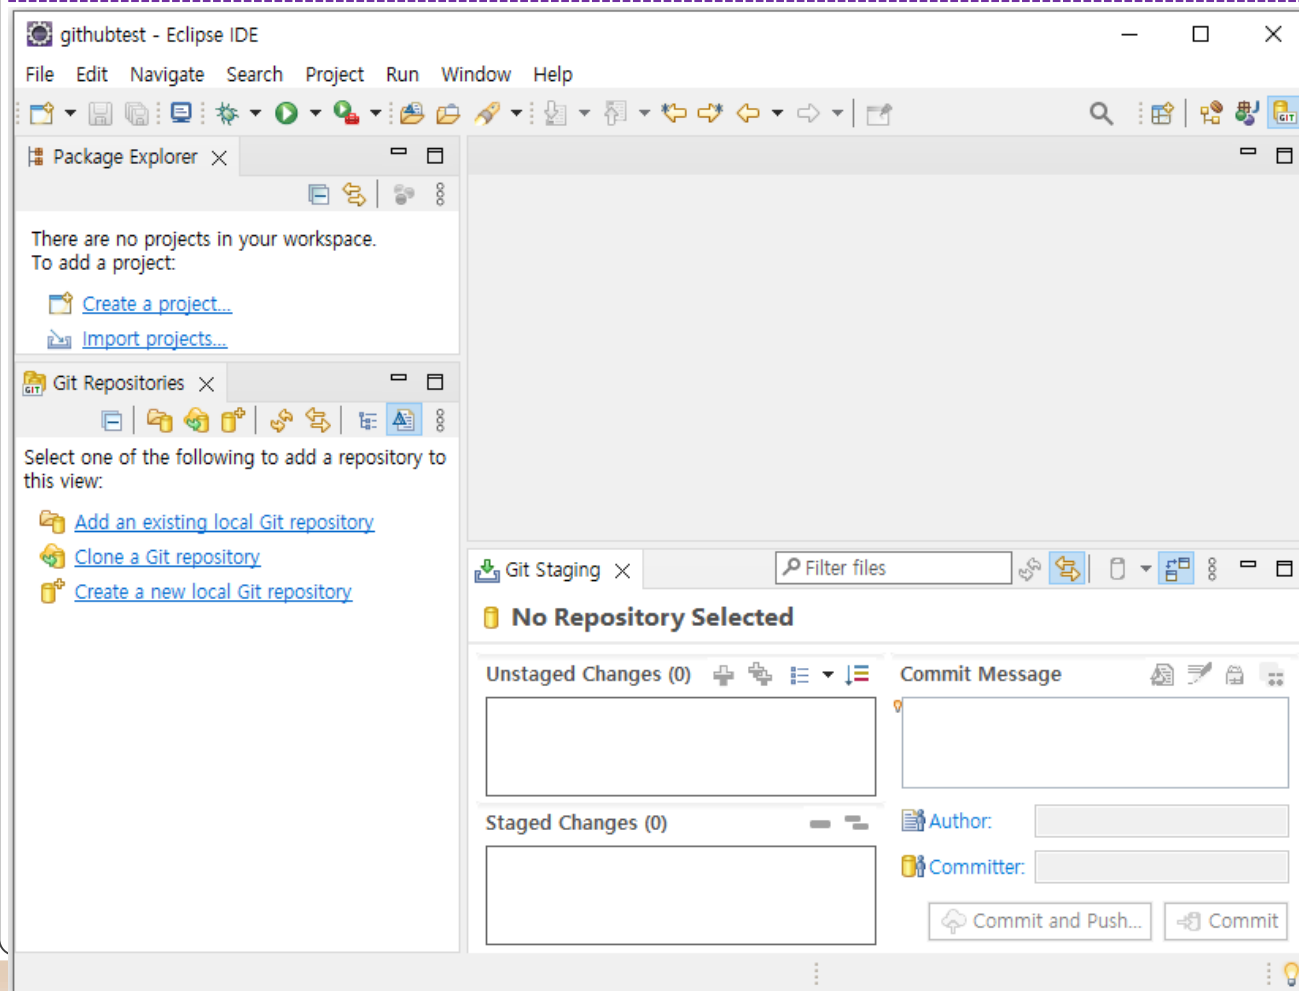 githubtest - Eclipse IDE
File Edit Navigate Search Project Run Window Help
GIT
Package Explorer
There are no projects in your workspace.
To add a project:
Create a project...
Import projects...
GIT
Git Repositories
Select one of the following to add a repository to
this view:
Add an existing local Git repository
Clone a Git repository
Create a new local Git repository
Git Staging
Filter files
No Repository Selected
Unstaged Changes (0)
Commit Message
Staged Changes (0)
Author:
Committer:
Commit and Push...
Commit